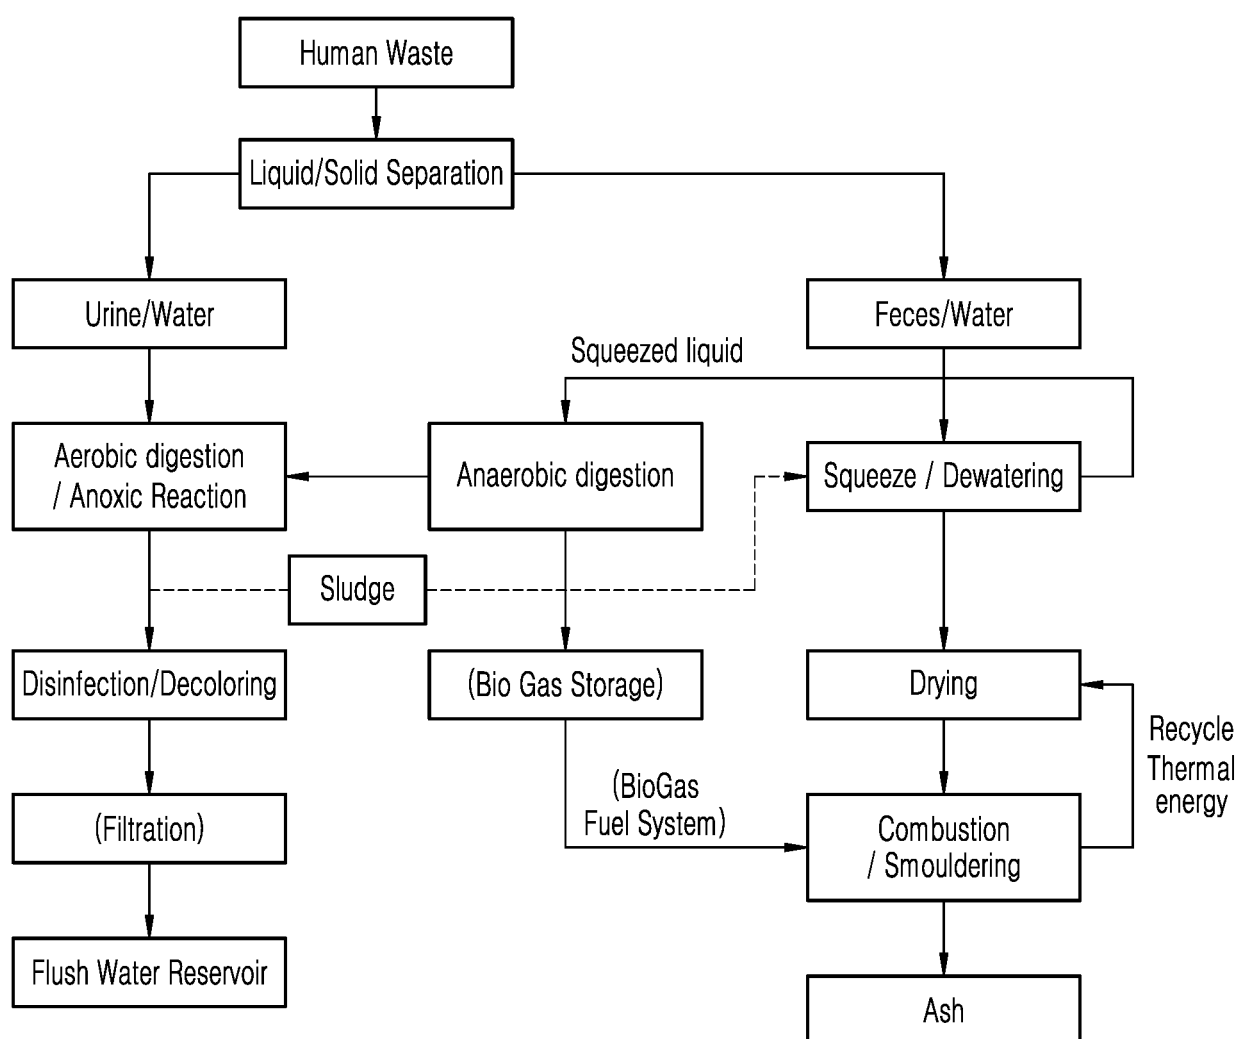 Human Waste
Liquid/Solid Separation
Urine/Water
Feces/Water
Squeezed liquid
Aerobic digestion
/ Anoxic Reaction
Anaerobic digestion
Squeeze / Dewatering
Sludge
Disinfection/Decoloring
(Bio Gas Storage)
Drying
Recycle
Thermal
energy
(BioGas
Fuel System)
(Filtration)
Combustion
/ Smouldering
Flush Water Reservoir
Ash